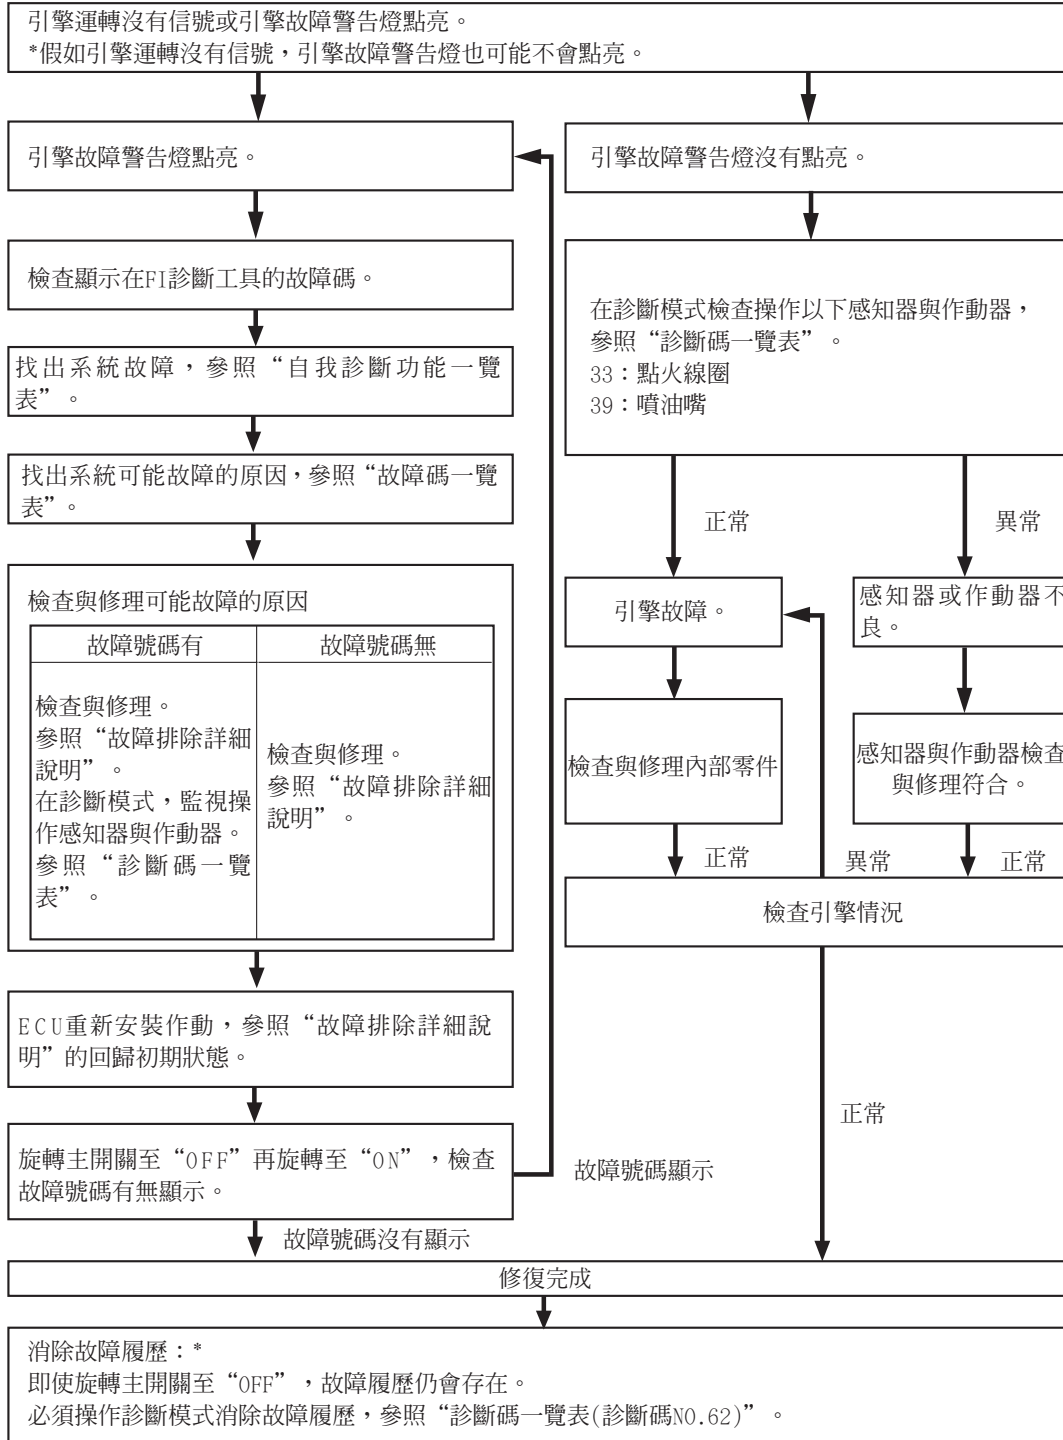 引擎運轉沒有信號或引擎故障警告燈點亮。
*假如引擎運轉沒有信號，引擎故障警告燈也可能不會點亮。
引擎故障警告燈點亮。
檢查顯示在FI診斷工具的故障碼。
找出系統故障，參照“自我診斷功能一覽
表”。
找出系統可能故障的原因，參照“故障碼一覽
表”。
檢查與修理可能故障的原因
故障號碼有
檢查與修理。
參照“故障排除詳細
說明”。
在診斷模式，監視操
作感知器與作動器。
參照“診斷碼一覽
表”。
故障號碼無
檢查與修理。
參照“故障排除詳細
說明”。
ECU重新安裝作動，參照“故障排除詳細說
明”的回歸初期狀態。
旋轉主開關至“OFF”再旋轉至“ON”，檢查
故障號碼有無顯示。
故障號碼顯示
故障號碼沒有顯示
引擎故障警告燈沒有點亮。
在診斷模式檢查操作以下感知器與作動器，
參照“診斷碼一覽表”。
33：點火線圈
39：噴油嘴
正常
異常
引擎故障。
感知器或作動器不
良。
檢查與修理內部零件
感知器與作動器檢查
與修理符合。
正常
異常
正常
檢查引擎情況
正常
修復完成
消除故障履歷：*
即使旋轉主開關至“OFF”，故障履歷仍會存在。
必須操作診斷模式消除故障履歷，參照“診斷碼一覽表(診斷碼NO.62)”。